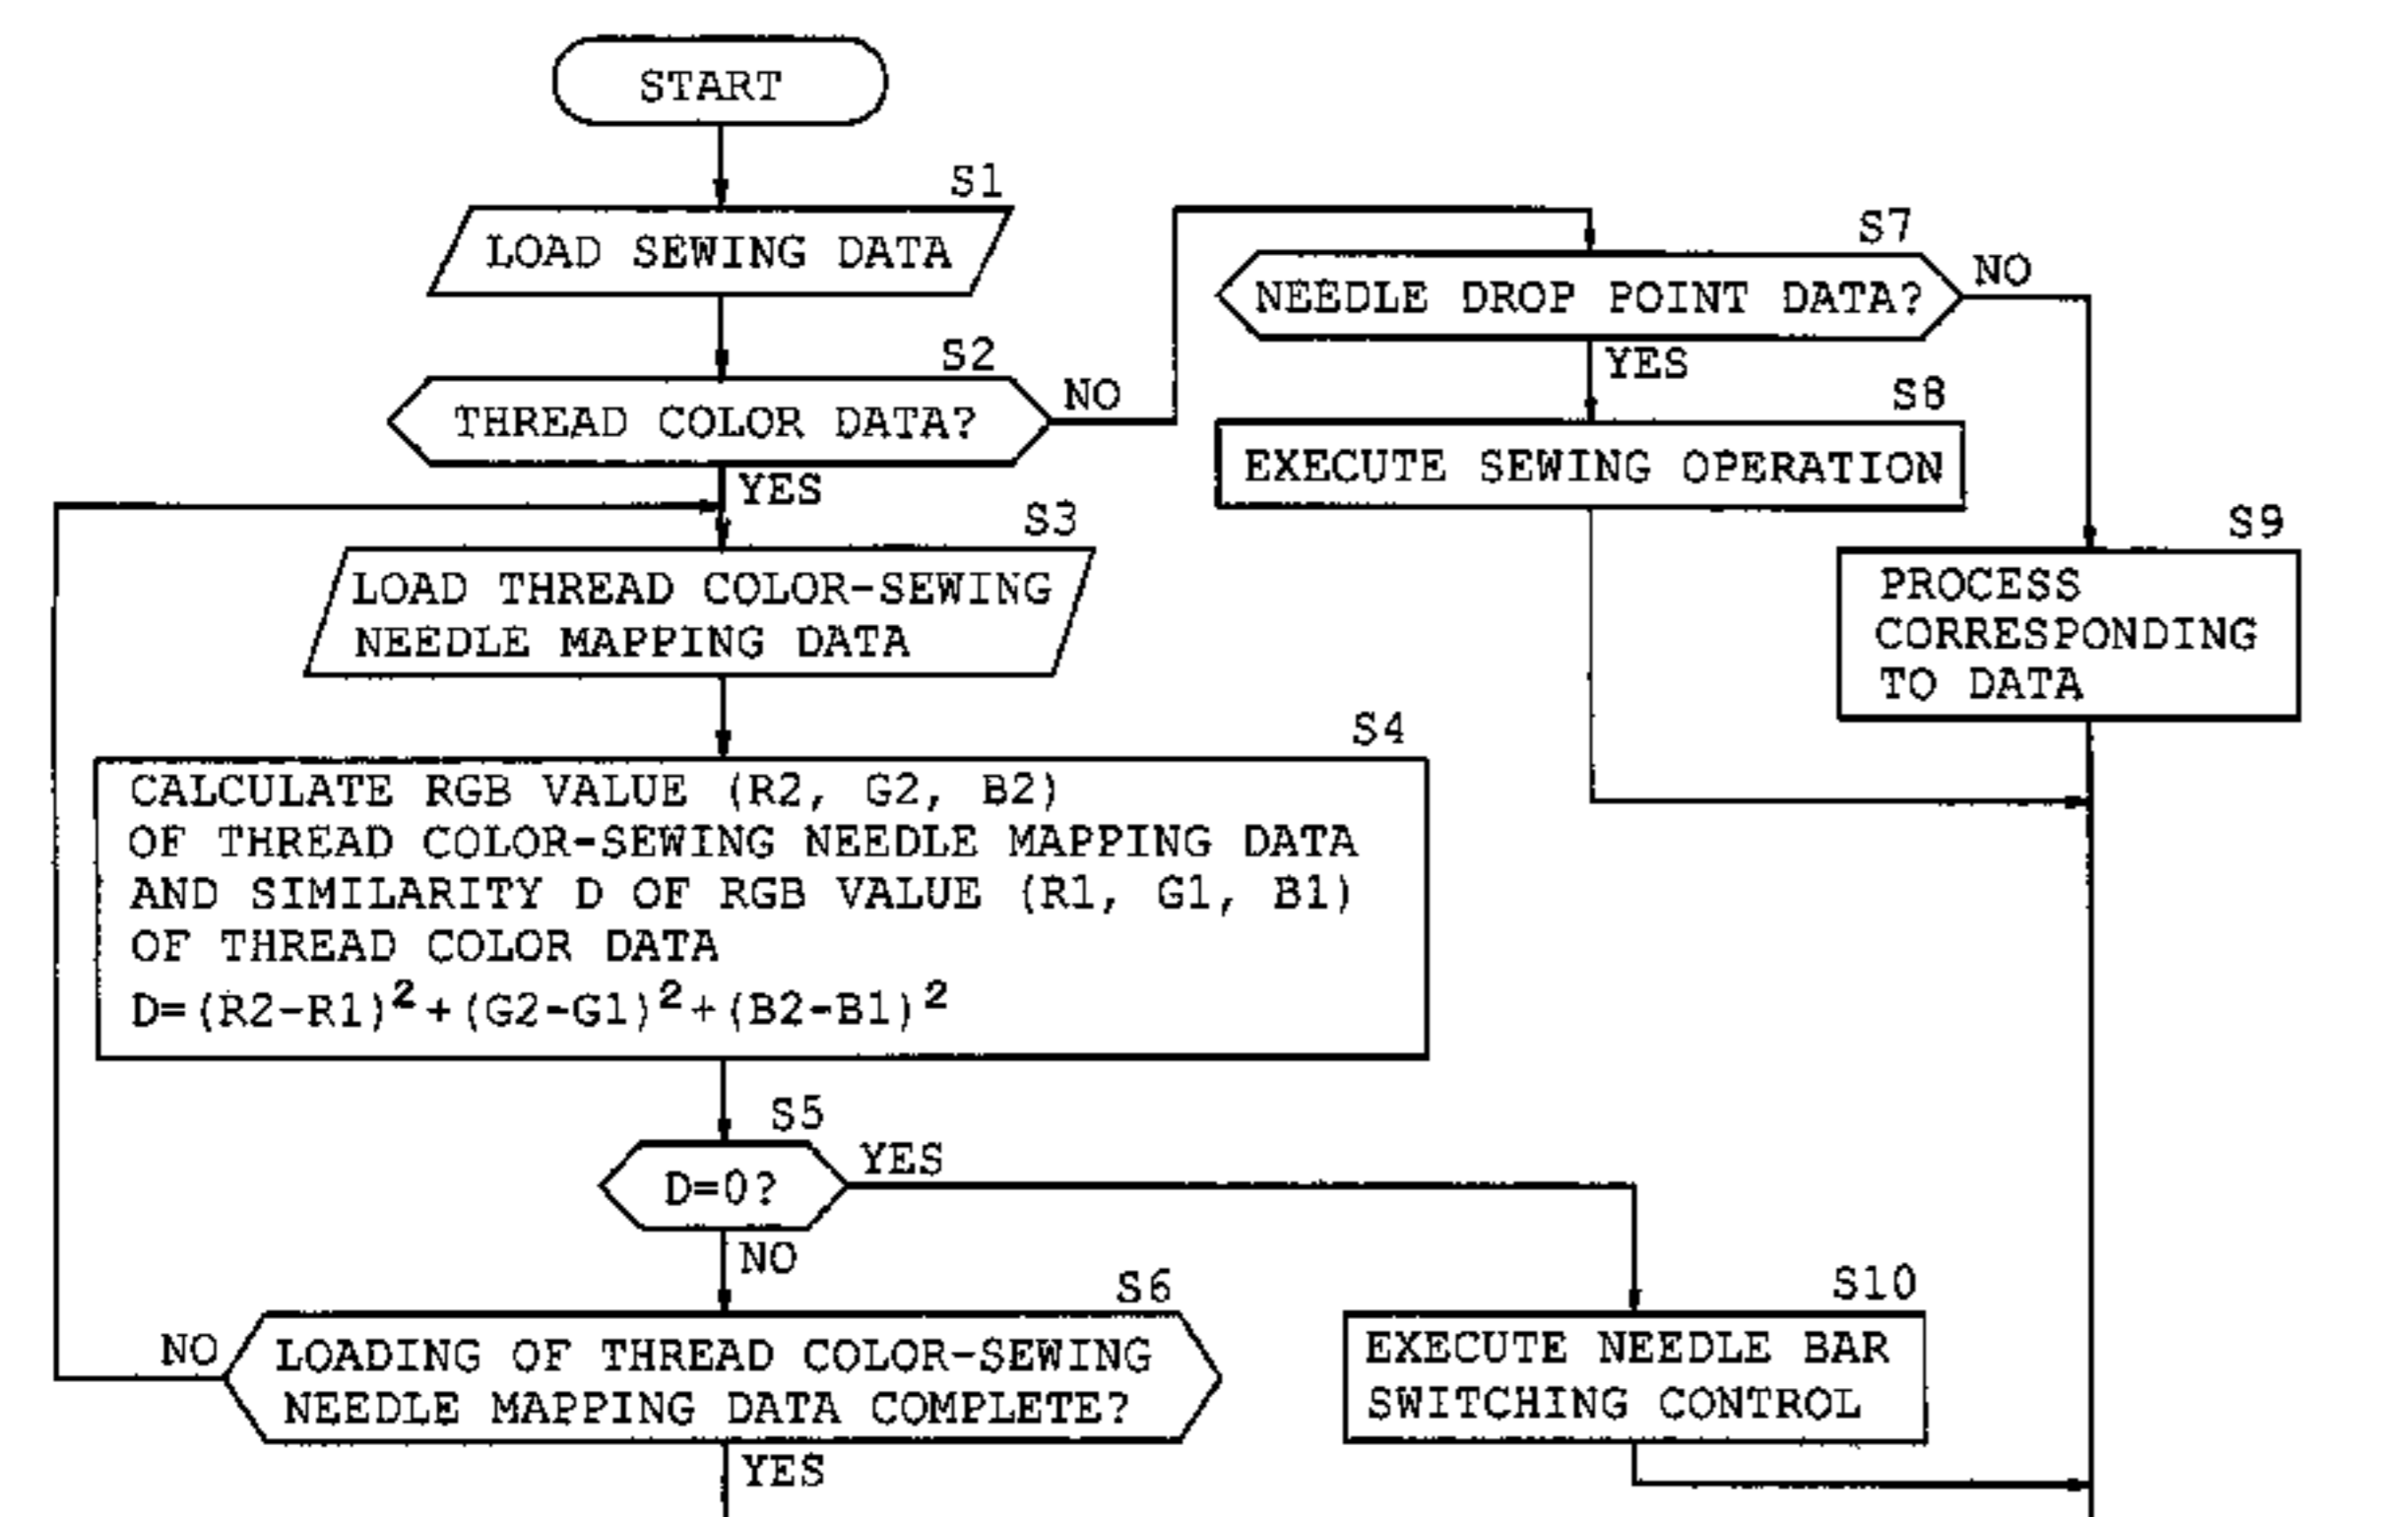 START
S1
LOAD SEWING DATA
S2
THREAD COLOR DATA?
NO
YES
S3
LOAD THREAD COLOR-SEWING
NEEDLE MAPPING DATA
S4
CALCULATE RGB VALUE (R2, G2, B2)
OF THREAD COLOR-SEWING NEEDLE MAPPING DATA
AND SIMILARITY D OF RGB VALUE (R1, G1, B1)
OF THREAD COLOR DATA
D=(R2-R1)²+(G2-G1)²+(B2-B1)²
S5
D=0?
YES
NO
S6
NO
LOADING OF THREAD COLOR-SEWING
NEEDLE MAPPING DATA COMPLETE?
YES
S7
NEEDLE DROP POINT DATA?
NO
YES
S8
EXECUTE SEWING OPERATION
S9
PROCESS
CORRESPONDING
TO DATA
S10
EXECUTE NEEDLE BAR
SWITCHING CONTROL